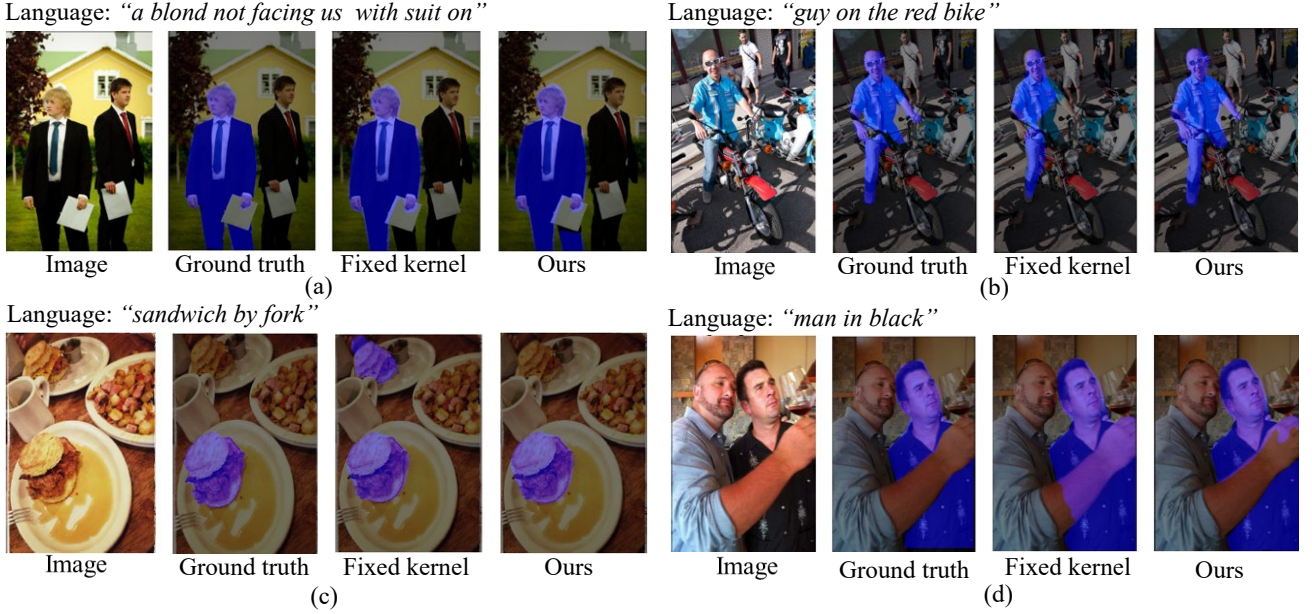 Language: “a blond not facing us  with suit on”
Image
Ground truth
Fixed kernel
Ours
(a)
Language: “guy on the red bike”
Image
Ground truth
Fixed kernel
Ours
(b)
Language: “sandwich by fork”
Image
Ground truth
Fixed kernel
Ours
(c)
Language: “man in black”
Image
Ground truth
Fixed kernel
Ours
(d)